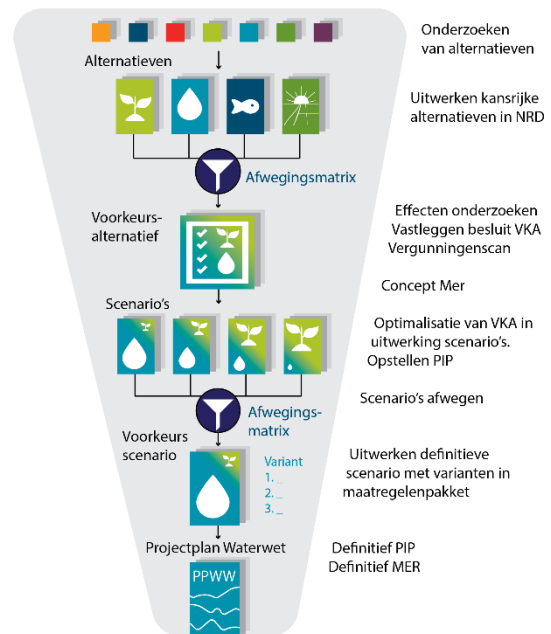 Onderzoeken
van alternatieven
Alternatieven
Uitwerken kansrijke
alternatieven in NRD
Afwegingsmatrix
Voorkeurs-
alternatief
Effecten onderzoeken
Vastleggen besluit VKA
Vergunningenscan
Concept Mer
Scenario's
Optimalisatie van VKA in
uitwerking scenario's.
Opstellen PIP
Scenario's afwegen
Afwegings-
matrix
Voorkeurs
scenario
Variant
1. _
2. _
3. _
Uitwerken definitieve
scenario met varianten in
maatregelenpakket
Projectplan Waterwet
Definitief PIP
Definitief MER
PPWW